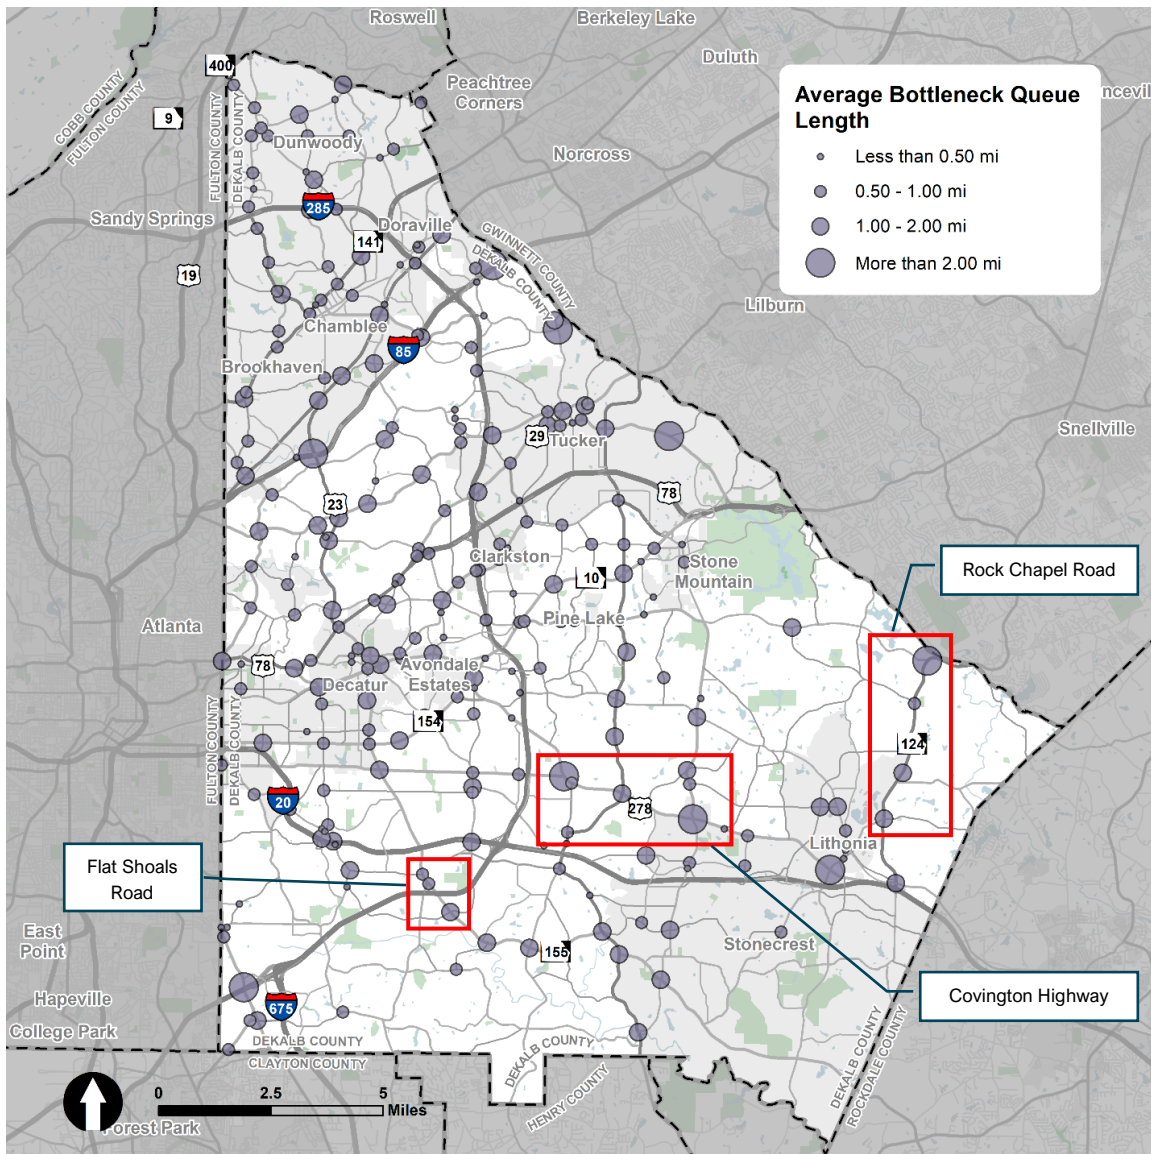 Roswell
Berkeley Lake
Duluth
400
Peachtree
Corners
9
COBB COUNTY
FULTON COUNTY
Average Bottleneck Queue
Length
Less than 0.50 mi
0.50 - 1.00 mi
1.00 - 2.00 mi
More than 2.00 mi
Dunwoody
Norcross
FULTON COUNTY
DEKALB COUNTY
285
Sandy Springs
Doraville
141
GWINNETT COUNTY
DEKALB COUNTY
19
Lilburn
Chamblee
85
Brookhaven
Snellville
29
Tucker
78
23
Clarkston
Stone
Mountain
10
Rock Chapel Road
Pine Lake
Atlanta
78
Avondale
Estates
Decatur
154
124
FULTON COUNTY
DEKALB COUNTY
20
278
Lithonia
Flat Shoals
Road
East
Point
155
Stonecrest
Hapeville
675
Covington Highway
College Park
DEKALB COUNTY
CLAYTON COUNTY
DEKALB COUNTY
HENRY COUNTY
DEKALB COUNTY
ROCKDALE COUNTY
0 2.5 5
Miles
Forest Park